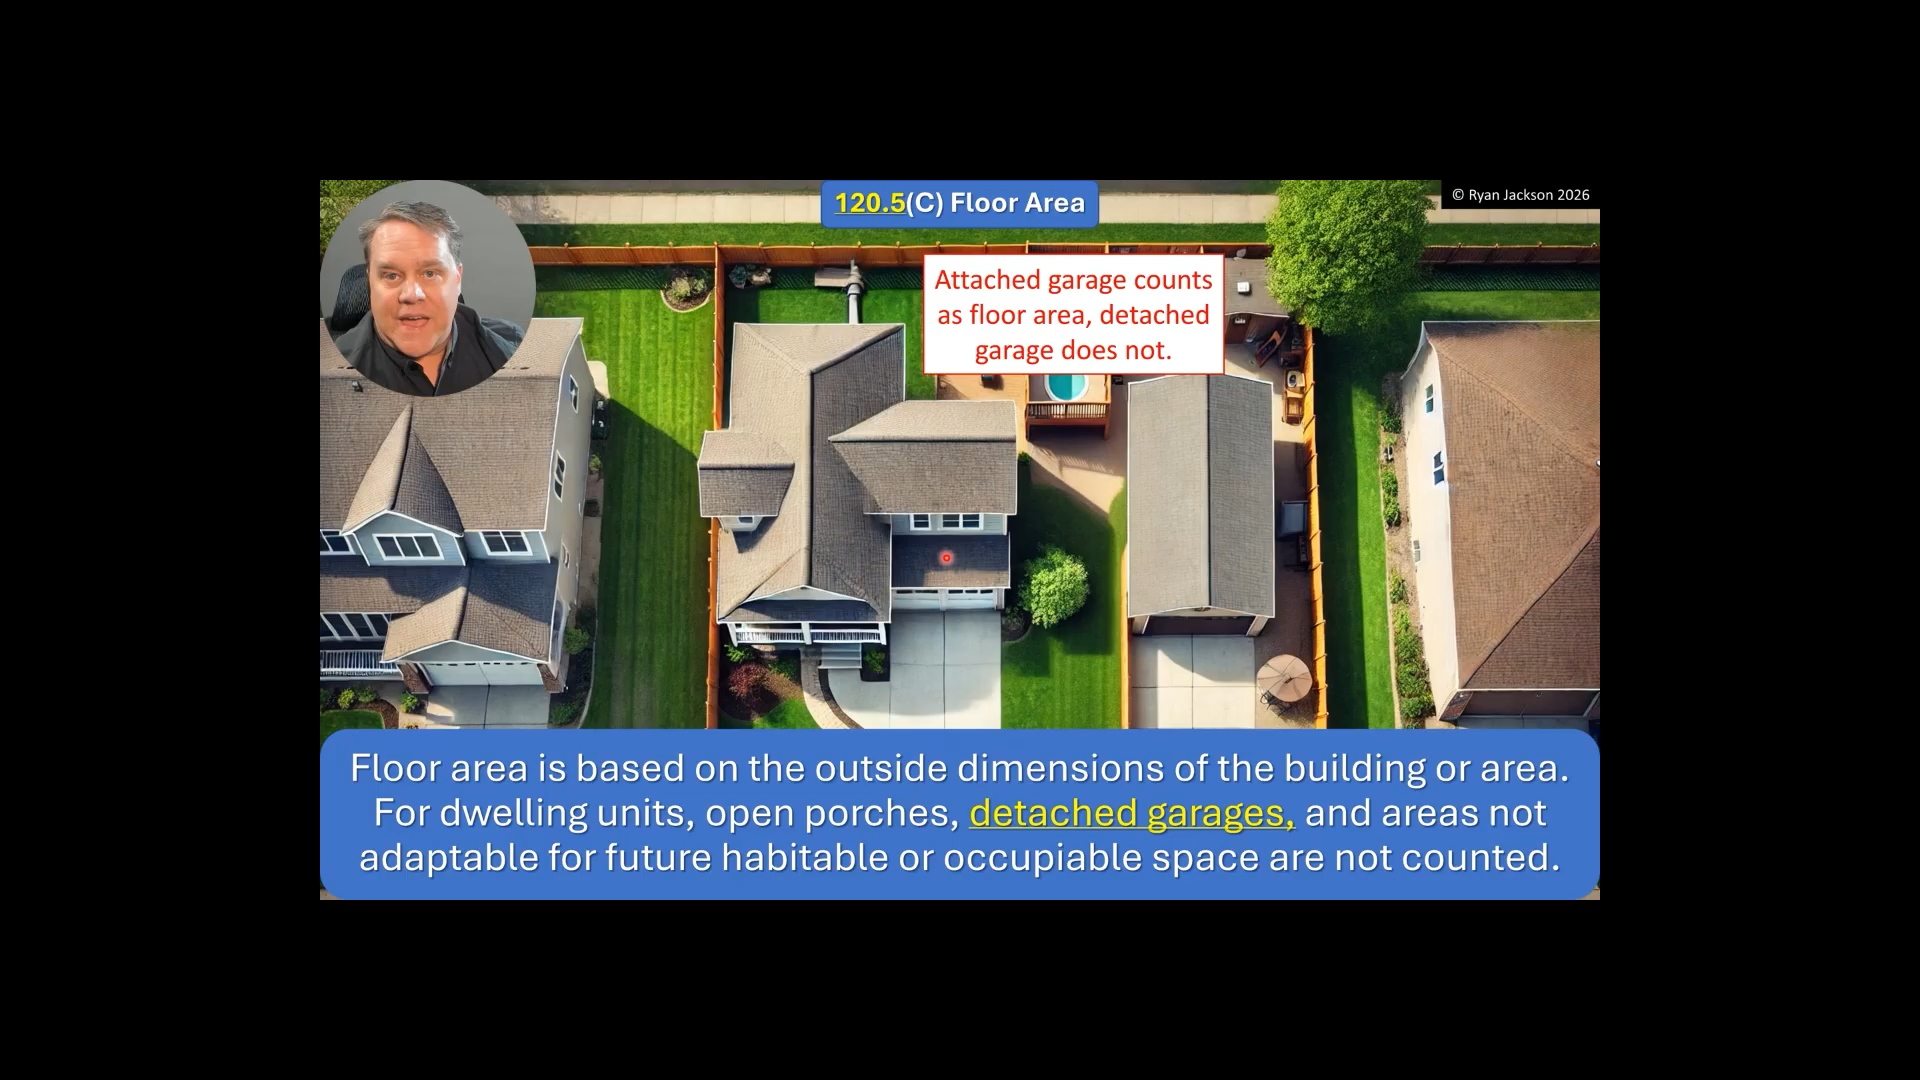 120.5(C) Floor Area
© Ryan Jackson 2026
Attached garage counts
as floor area, detached
garage does not.
Floor area is based on the outside dimensions of the building or area.
For dwelling units, open porches, detached garages, and areas not
adaptable for future habitable or occupiable space are not counted.